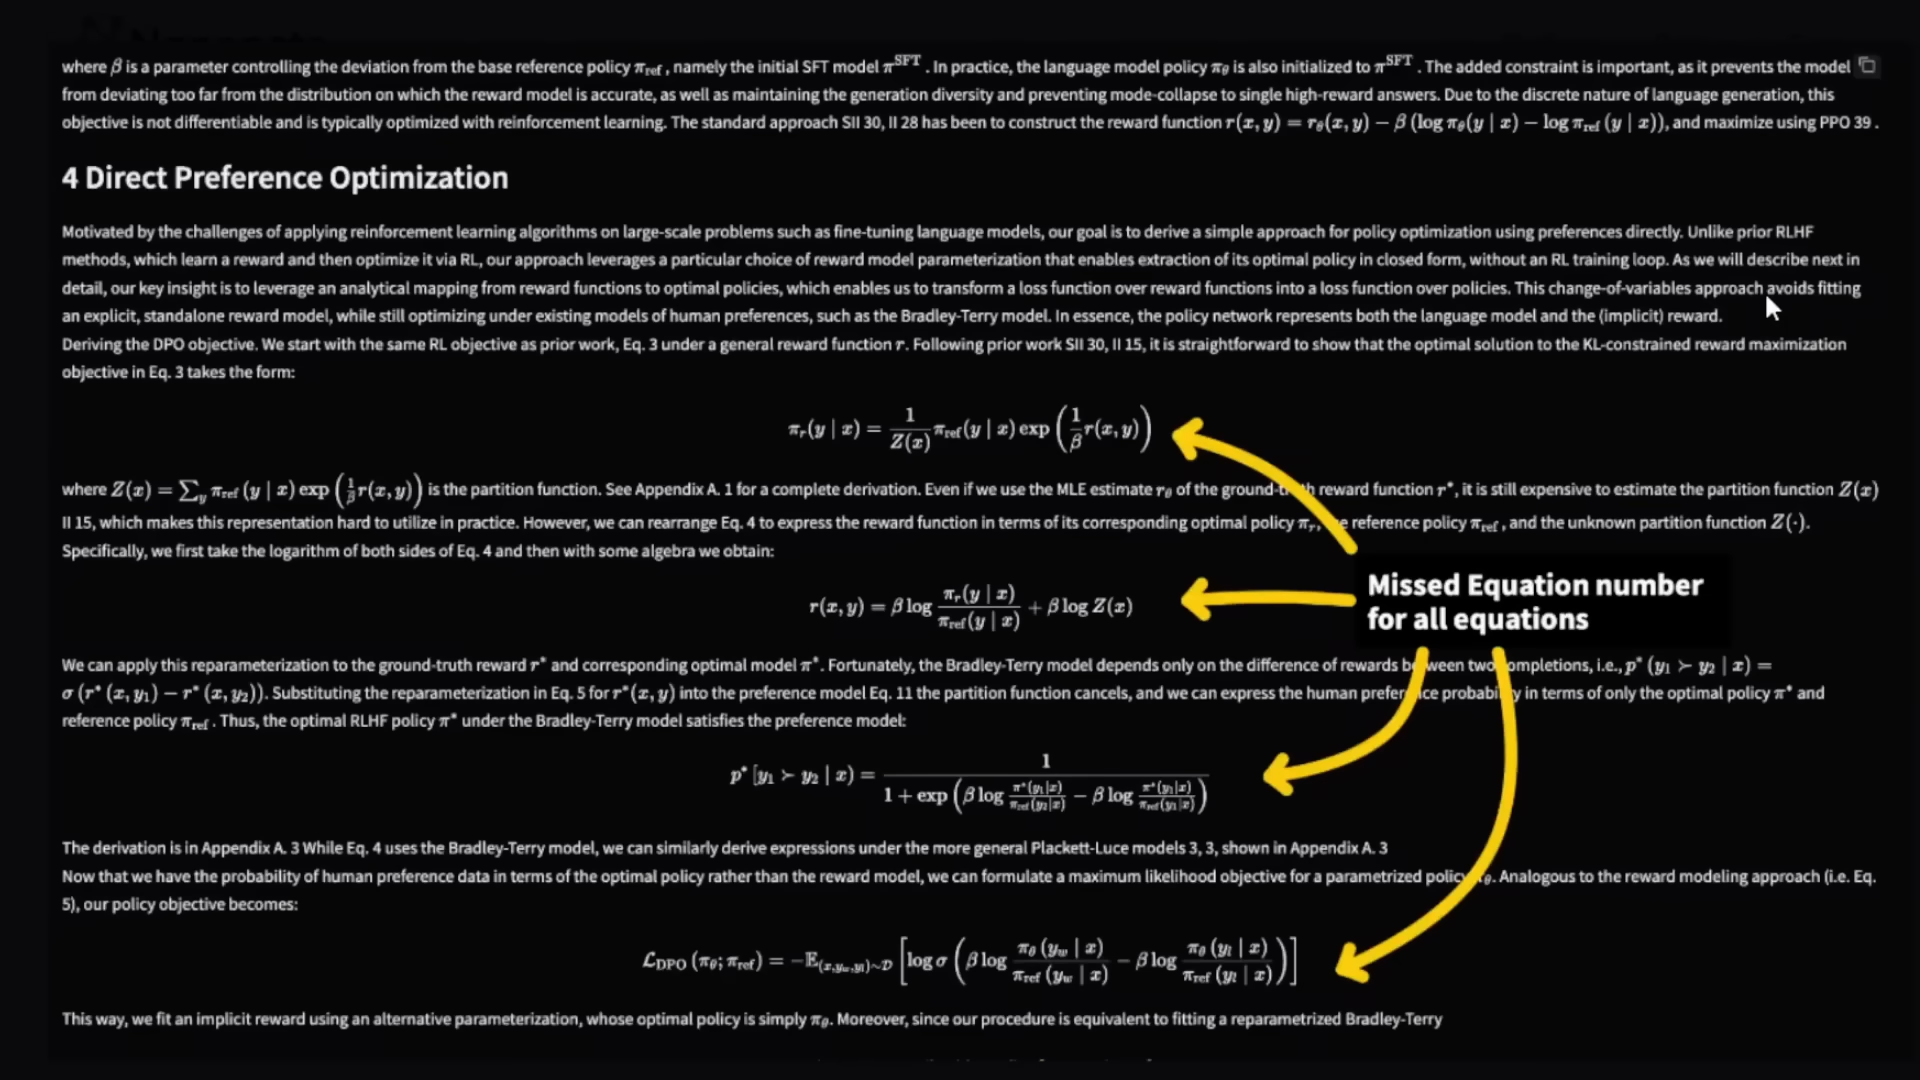 where β is a parameter controlling the deviation from the base reference policy π_ref, namely the initial SFT model π^SFT. In practice, the language model policy π_θ is also initialized to π^SFT. The added constraint is important, as it prevents the model
from deviating too far from the distribution on which the reward model is accurate, as well as maintaining the generation diversity and preventing mode-collapse to single high-reward answers. Due to the discrete nature of language generation, this
objective is not differentiable and is typically optimized with reinforcement learning. The standard approach SII 30, II 28 has been to construct the reward function r(x, y) = r_θ(x, y) − β (log π_θ(y | x) − log π_ref (y | x)), and maximize using PPO 39 .
4 Direct Preference Optimization
Motivated by the challenges of applying reinforcement learning algorithms on large-scale problems such as fine-tuning language models, our goal is to derive a simple approach for policy optimization using preferences directly. Unlike prior RLHF
methods, which learn a reward and then optimize it via RL, our approach leverages a particular choice of reward model parameterization that enables extraction of its optimal policy in closed form, without an RL training loop. As we will describe next in
detail, our key insight is to leverage an analytical mapping from reward functions to optimal policies, which enables us to transform a loss function over reward functions into a loss function over policies. This change-of-variables approach avoids fitting
an explicit, standalone reward model, while still optimizing under existing models of human preferences, such as the Bradley-Terry model. In essence, the policy network represents both the language model and the (implicit) reward.
Deriving the DPO objective. We start with the same RL objective as prior work, Eq. 3 under a general reward function r. Following prior work SII 30, II 15, it is straightforward to show that the optimal solution to the KL-constrained reward maximization
objective in Eq. 3 takes the form:
π_r(y | x) = 1/Z(x) π_ref(y | x) exp (1/β r(x, y))
where Z(x) = ∑_y π_ref (y | x) exp (1/β r(x, y)) is the partition function. See Appendix A. 1 for a complete derivation. Even if we use the MLE estimate r_θ of the ground-truth reward function r*, it is still expensive to estimate the partition function Z(x)
II 15, which makes this representation hard to utilize in practice. However, we can rearrange Eq. 4 to express the reward function in terms of its corresponding optimal policy π_r, the reference policy π_ref, and the unknown partition function Z(·).
Specifically, we first take the logarithm of both sides of Eq. 4 and then with some algebra we obtain:
r(x, y) = β log π_r(y | x)/π_ref(y | x) + β log Z(x)
Missed Equation number
for all equations
We can apply this reparameterization to the ground-truth reward r* and corresponding optimal model π*. Fortunately, the Bradley-Terry model depends only on the difference of rewards between two completions, i.e., p* (y₁ ≻ y₂ | x) =
σ (r* (x, y₁) − r* (x, y₂)). Substituting the reparameterization in Eq. 5 for r*(x, y) into the preference model Eq. 11 the partition function cancels, and we can express the human preference probability in terms of only the optimal policy π* and
reference policy π_ref. Thus, the optimal RLHF policy π* under the Bradley-Terry model satisfies the preference model:
p* [y₁ ≻ y₂ | x) = 1/(1 + exp (β log π*(y₁|x)/π_ref(y₂|x) − β log π*(y₁|x)/π_ref(y₁|x)))
The derivation is in Appendix A. 3 While Eq. 4 uses the Bradley-Terry model, we can similarly derive expressions under the more general Plackett-Luce models 3, 3, shown in Appendix A. 3
Now that we have the probability of human preference data in terms of the optimal policy rather than the reward model, we can formulate a maximum likelihood objective for a parametrized policy π_θ. Analogous to the reward modeling approach (i.e. Eq.
5), our policy objective becomes:
ℒ_DPO (π_θ; π_ref) = −𝔼_(x,y_w,y_l)∼𝒟 [log σ (β log π_θ (y_w | x)/π_ref (y_w | x) − β log π_θ (y_l | x)/π_ref (y_l | x))]
This way, we fit an implicit reward using an alternative parameterization, whose optimal policy is simply π_θ. Moreover, since our procedure is equivalent to fitting a reparametrized Bradley-Terry